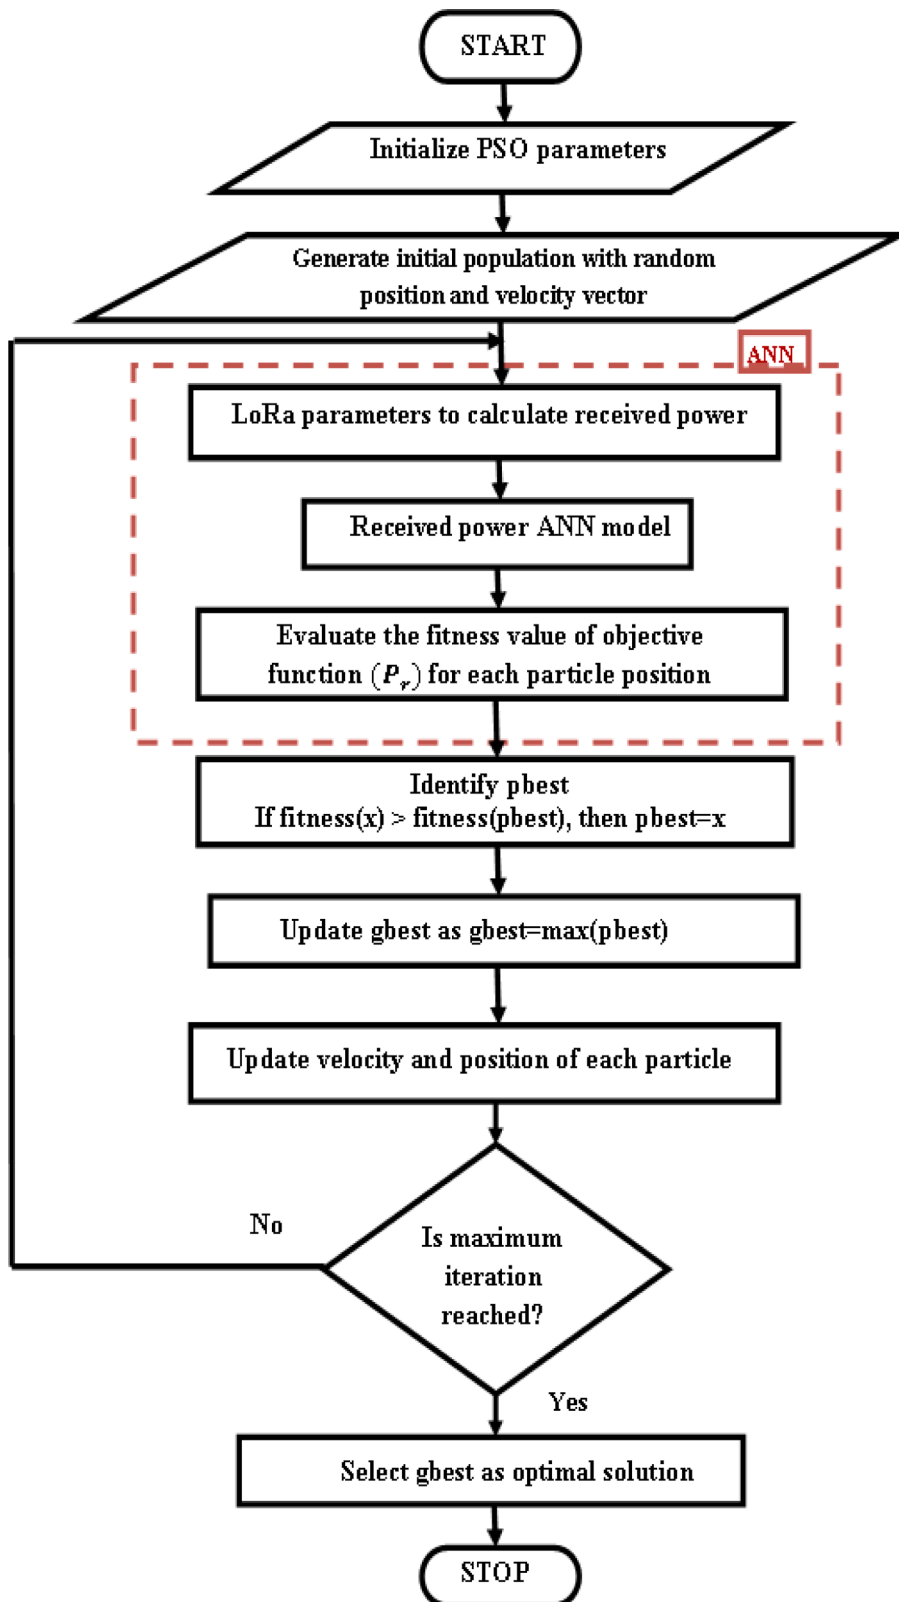 START
Initialize PSO parameters
Generate initial population with random
position and velocity vector
ANN
LoRa parameters to calculate received power
Received power ANN model
Evaluate the fitness value of objective
function (P_r) for each particle position
Identify pbest
If fitness(x) > fitness(pbest), then pbest=x
Update gbest as gbest=max(pbest)
Update velocity and position of each particle
No
Is maximum
iteration
reached?
Yes
Select gbest as optimal solution
STOP